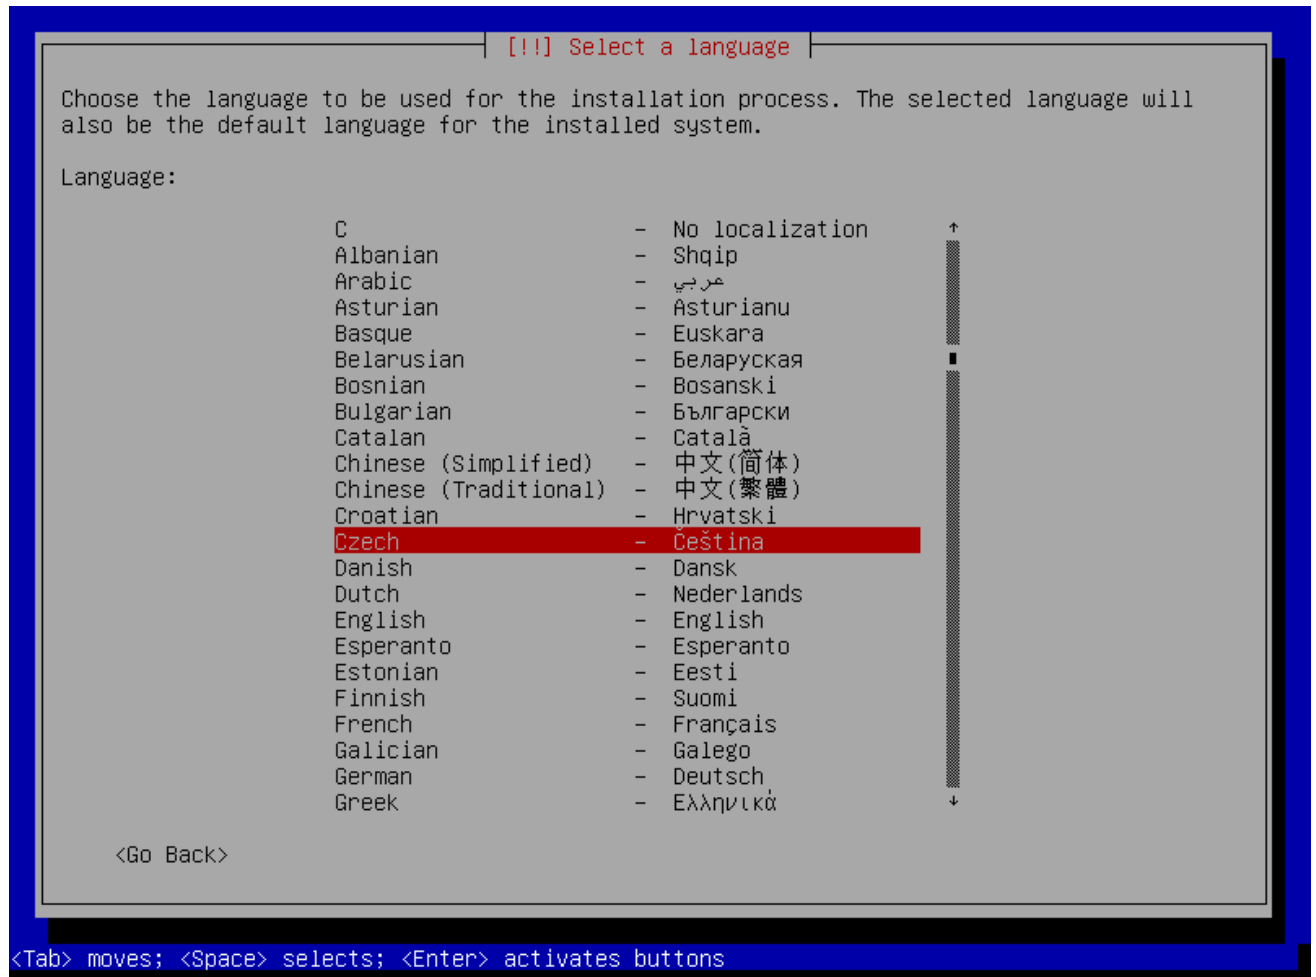 [!!] Select a language
Choose the language to be used for the installation process. The selected language will
also be the default language for the installed system.
Language:
C - No localization
Albanian - Shqip
Arabic - عربي
Asturian - Asturianu
Basque - Euskara
Belarusian - Беларуская
Bosnian - Bosanski
Bulgarian - Български
Catalan - Català
Chinese (Simplified) - 中文(简体)
Chinese (Traditional) - 中文(繁體)
Croatian - Hrvatski
Czech - Čeština
Danish - Dansk
Dutch - Nederlands
English - English
Esperanto - Esperanto
Estonian - Eesti
Finnish - Suomi
French - Français
Galician - Galego
German - Deutsch
Greek - Ελληνικά
<Go Back>
<Tab> moves; <Space> selects; <Enter> activates buttons